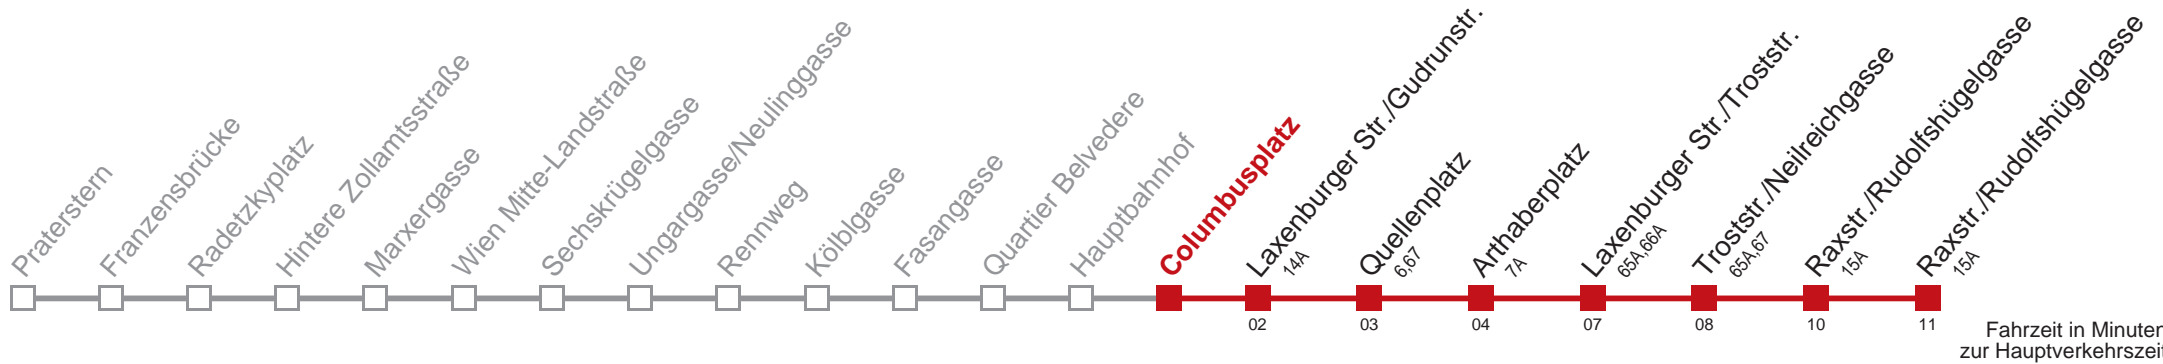 Praterstern
Franzensbrücke
Radetzkyplatz
Hintere Zollamtsstraße
Marxergasse
Wien Mitte-Landstraße
Sechskrügelgasse
Ungargasse/Neulinggasse
Rennweg
Kölblgasse
Fasangasse
Quartier Belvedere
Hauptbahnhof
Columbusplatz
Laxenburger Str./Gudrunstr.
14A
02
Quellenplatz
6,67
03
Arthaberplatz
7A
04
Laxenburger Str./Troststr.
65A,66A
07
Troststr./Neilreichgasse
65A,67
08
Raxstr./Rudolfshügelgasse
15A
10
Raxstr./Rudolfshügelgasse
15A
11
Fahrzeit in Minuten
zur Hauptverkehrszeit